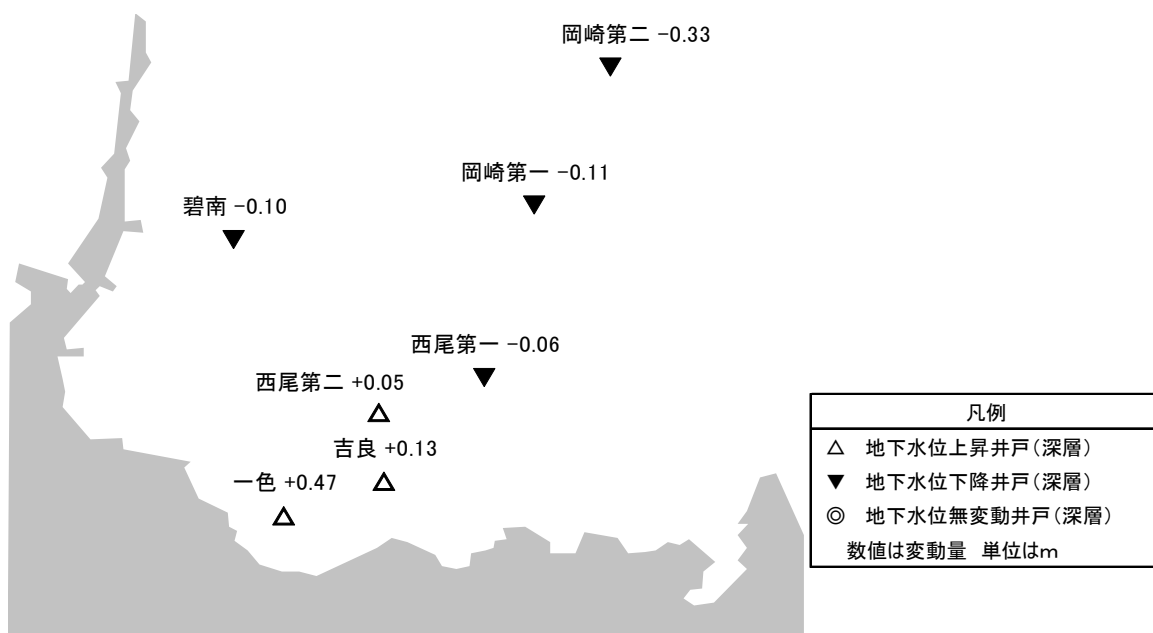 岡崎第二 -0.33
岡崎第一 -0.11
碧南 -0.10
西尾第一 -0.06
西尾第二 +0.05
吉良 +0.13
一色 +0.47
凡例
△ 地下水位上昇井戸(深層)
▼ 地下水位下降井戸(深層)
◎ 地下水位無変動井戸(深層)
数値は変動量 単位はm